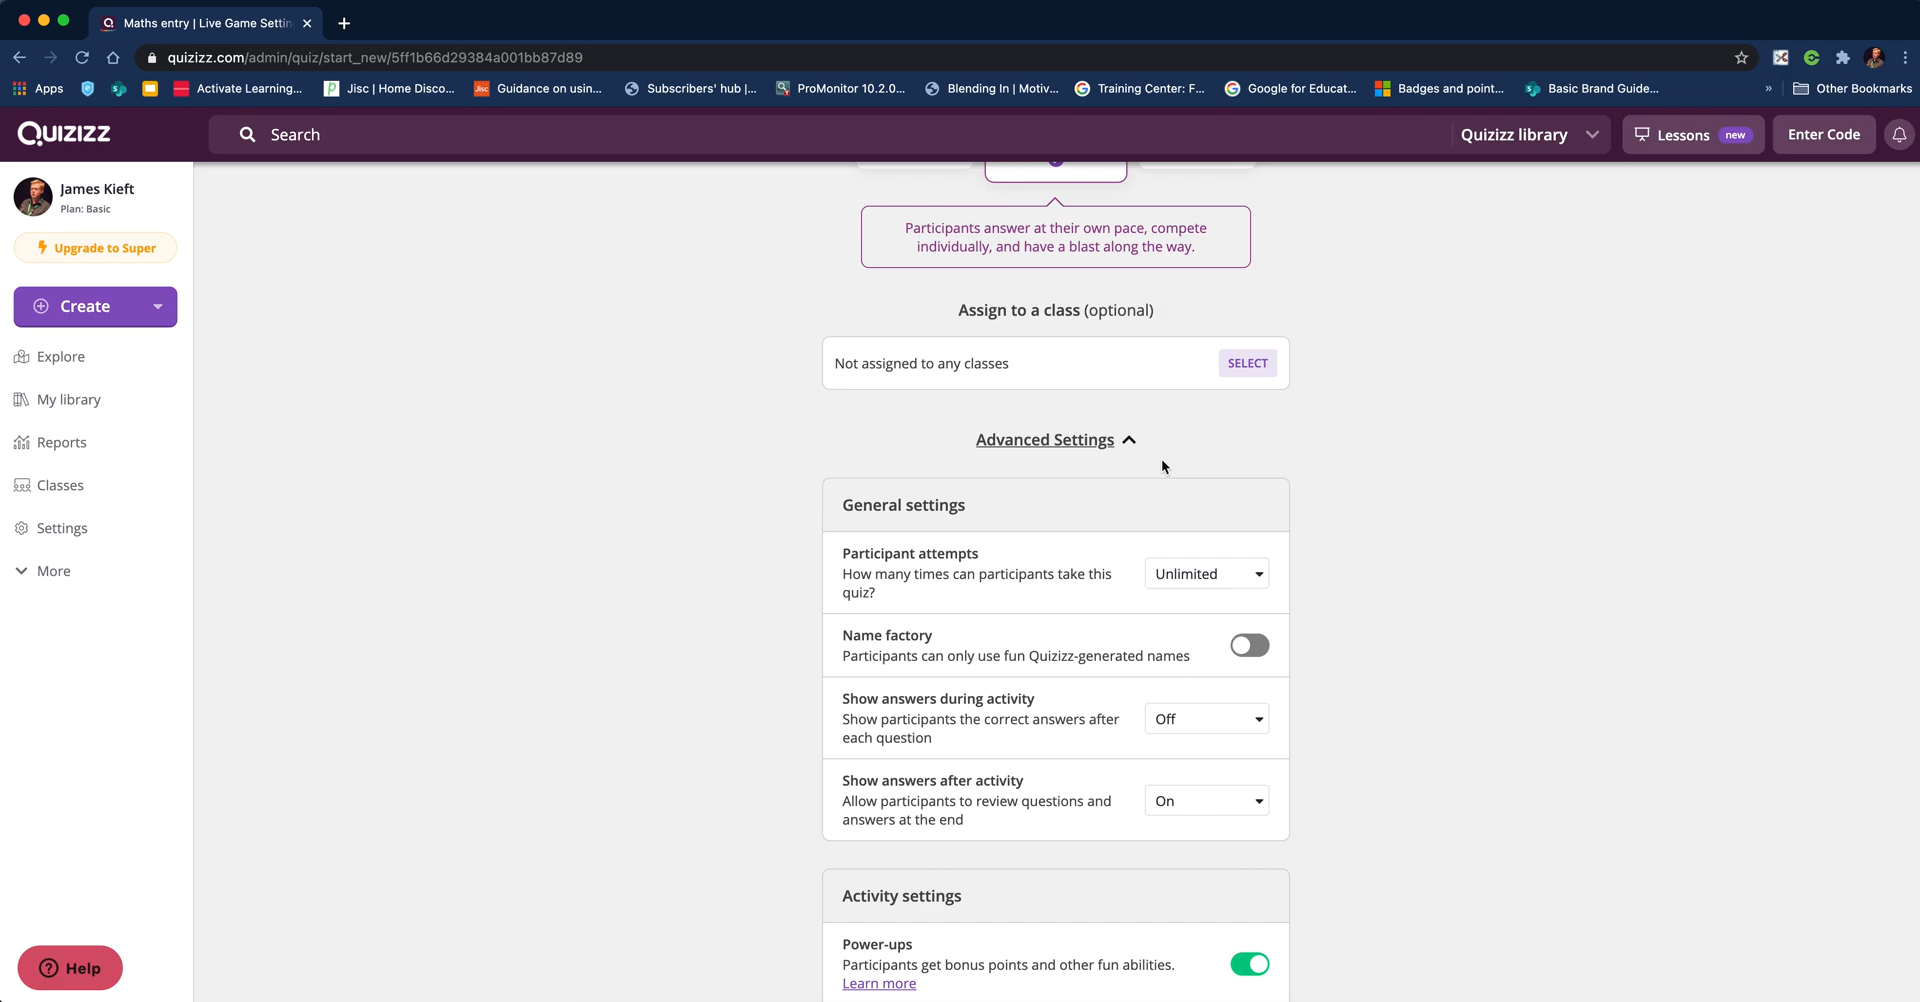 Maths entry | Live Game Settin
quizizz.com/admin/quiz/start_new/5ff1b66d29384a001bb87d89
Apps
Activate Learning...
Jisc | Home Disco...
Jisc
Guidance on usin...
Subscribers' hub |...
ProMonitor 10.2.0...
Blending In | Motiv...
Training Center: F...
Google for Educat...
Badges and point...
Basic Brand Guide...
»
Other Bookmarks
QUIZIZZ
Search
Quizizz library
Lessons new
Enter Code
James Kieft
Plan: Basic
Upgrade to Super
Create
Explore
My library
Reports
Classes
Settings
More
Help
Participants answer at their own pace, compete
individually, and have a blast along the way.
Assign to a class (optional)
Not assigned to any classes
SELECT
Advanced Settings
General settings
Participant attempts
How many times can participants take this
quiz?
Unlimited
Name factory
Participants can only use fun Quizizz-generated names
Show answers during activity
Show participants the correct answers after
each question
Off
Show answers after activity
Allow participants to review questions and
answers at the end
On
Activity settings
Power-ups
Participants get bonus points and other fun abilities.
Learn more